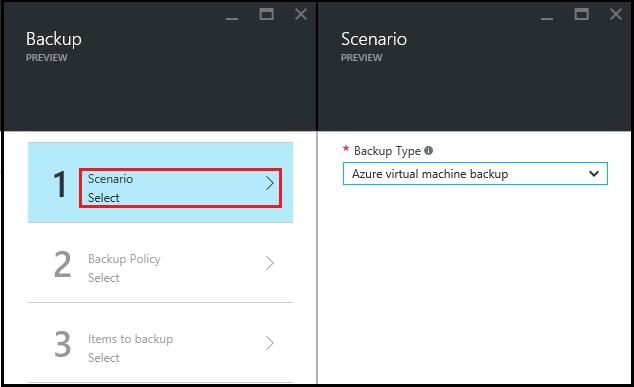 Backup
PREVIEW
1
Scenario
Select
2
Backup Policy
Select
3
Items to backup
Select
Scenario
PREVIEW
* Backup Type
Azure virtual machine backup